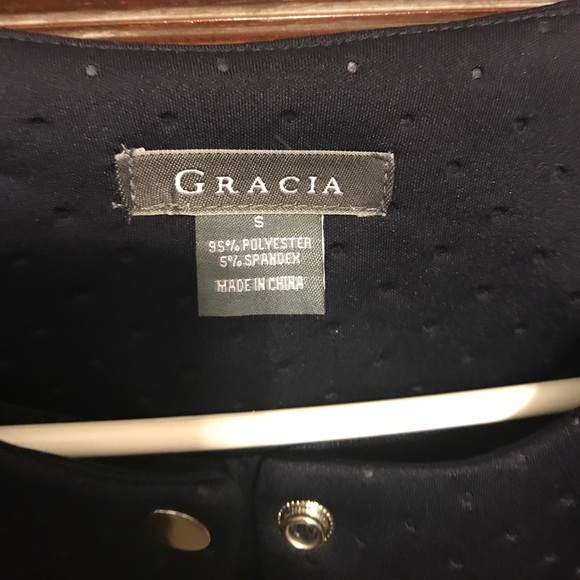 GRACIA
S
95% POLYESTER
5% SPANDEX
MADE IN CHINA